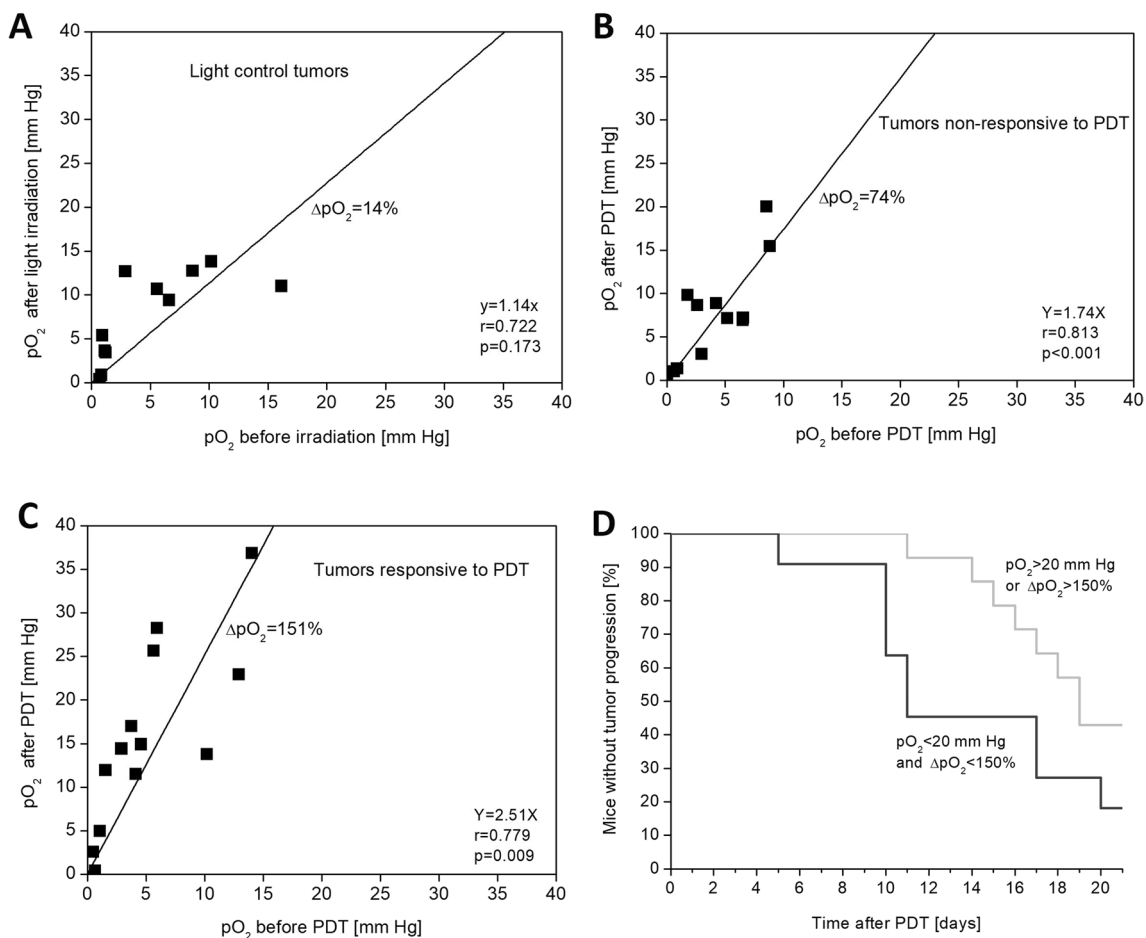 A
40
35
30
25
20
15
10
5
0
pO2 after light irradiation [mm Hg]
Light control tumors
ΔpO2=14%
y=1.14x
r=0.722
p=0.173
0 5 10 15 20 25 30 35 40
pO2 before irradiation [mm Hg]
B
40
35
30
25
20
15
10
5
0
pO2 after PDT [mm Hg]
Tumors non-responsive to PDT
ΔpO2=74%
Y=1.74X
r=0.813
p<0.001
0 5 10 15 20 25 30 35 40
pO2 before PDT [mm Hg]
C
40
35
30
25
20
15
10
5
0
pO2 after PDT [mm Hg]
Tumors responsive to PDT
ΔpO2=151%
Y=2.51X
r=0.779
p=0.009
0 5 10 15 20 25 30 35 40
pO2 before PDT [mm Hg]
D
100
90
80
70
60
50
40
30
20
10
0
Mice without tumor progression [%]
pO2>20 mm Hg
or ΔpO2>150%
pO2<20 mm Hg
and ΔpO2<150%
0 2 4 6 8 10 12 14 16 18 20
Time after PDT [days]